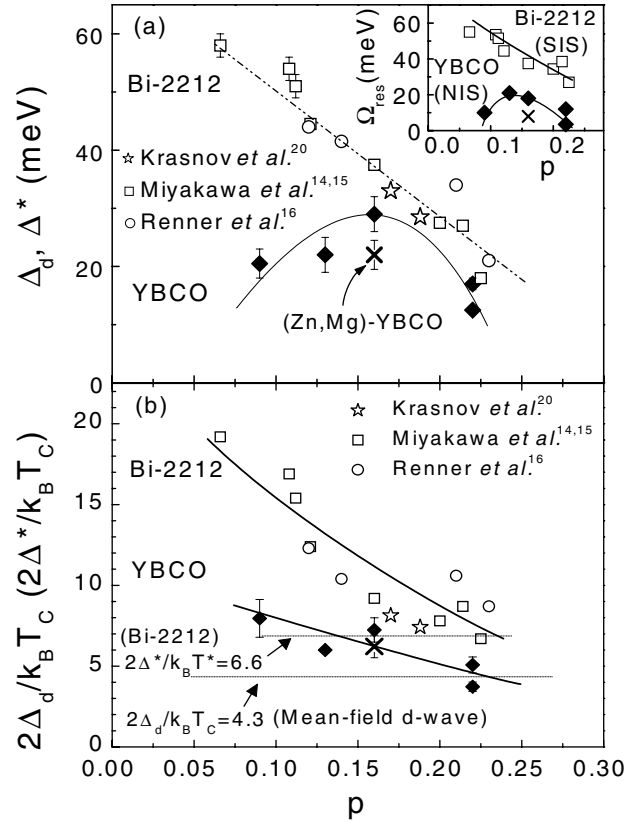 (a)
Bi-2212
Krasnov et al.20
Miyakawa et al.14,15
Renner et al.16
YBCO
(Zn,Mg)-YBCO
Δd, Δ* (meV)
80
60
40
20
0
Bi-2212
(SIS)
YBCO
(NIS)
Ωres(meV)
60
40
20
0
0.0
0.1
0.2
p
(b)
Krasnov et al.20
Miyakawa et al.14,15
Renner et al.16
Bi-2212
YBCO
(Bi-2212)
2Δ*/kBT*=6.6
2Δd/kBTC=4.3 (Mean-field d-wave)
2Δd/kBTC (2Δ*/kBTC)
20
15
10
5
0
0.00 0.05 0.10 0.15 0.20 0.25 0.30
p